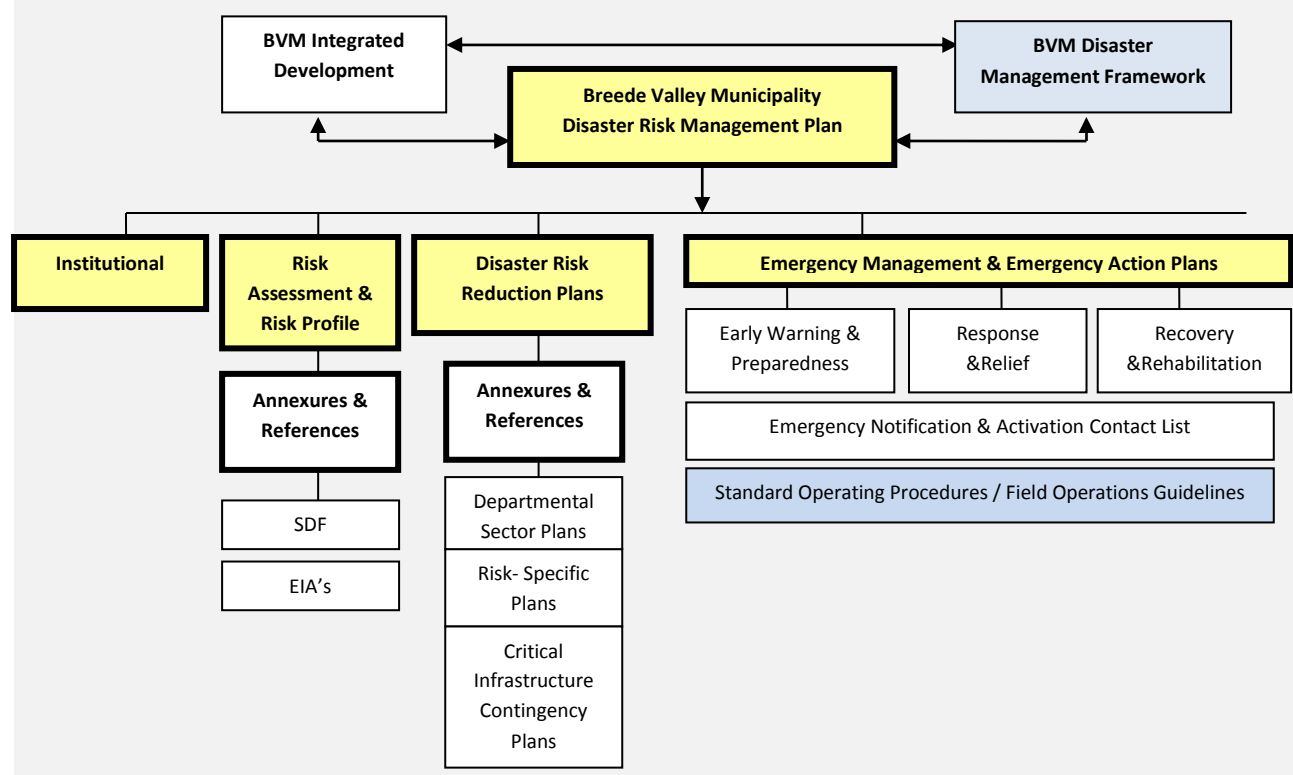 BVM Integrated
Development
BVM Disaster
Management Framework
Breede Valley Municipality
Disaster Risk Management Plan
Institutional
Risk
Assessment &
Risk Profile
Disaster Risk
Reduction Plans
Emergency Management & Emergency Action Plans
Annexures &
References
SDF
EIA’s
Annexures &
References
Departmental
Sector Plans
Risk- Specific
Plans
Critical
Infrastructure
Contingency
Plans
Early Warning &
Preparedness
Response
&Relief
Recovery
&Rehabilitation
Emergency Notification & Activation Contact List
Standard Operating Procedures / Field Operations Guidelines